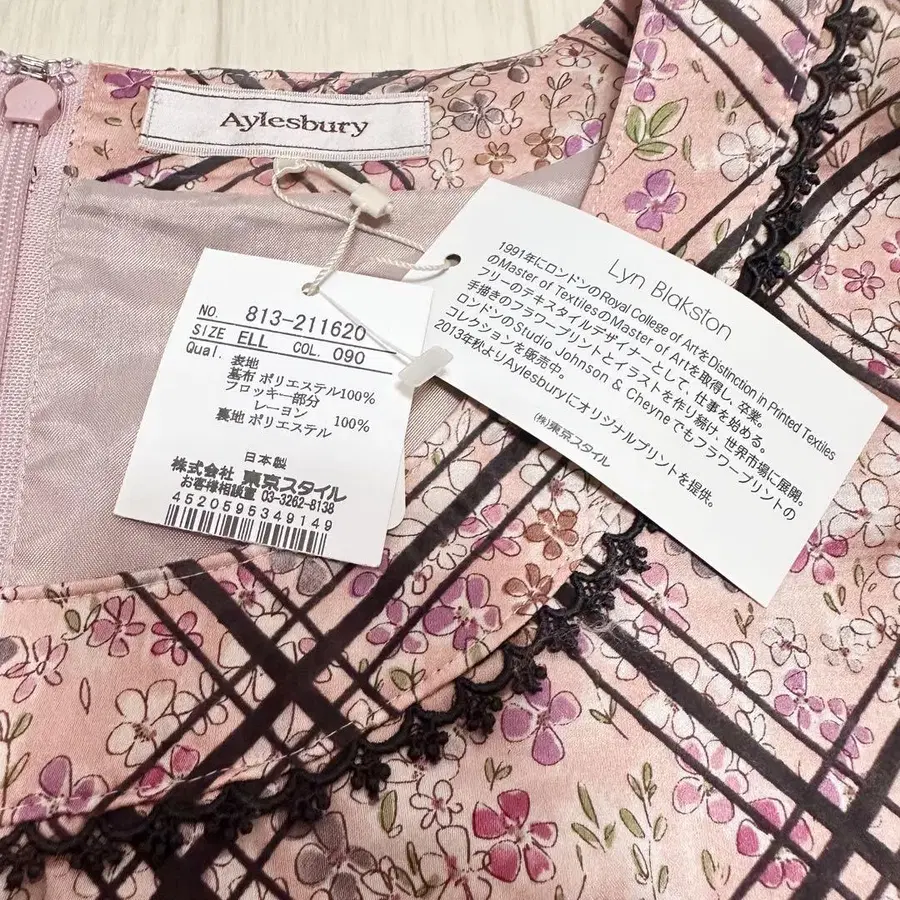 Aylesbury
NO. 813-211620
SIZE ELL COL. 090
Qual. 表地
基布 ポリエステル100%
フロッキー部分
レーヨン 100%
裏地 ポリエステル
日本製
株式会社 東京スタイル
お客様相談室 03-3262-8138
4520595349149
Lyn Blakston
1991年にロンドンのRoyal College of ArtをDistinction in Printed Textiles
のMaster of TextilesのMaster of Artを取得し、卒業。
フリーのテキスタイルデザイナーとして、仕事を始める。
手描きのフラワープリントとイラストを作り続け、世界市場に展開。
ロンドンのStudio Johnson & Cheyneでもフラワープリントの
コレクションを販売中。
2013年秋よりAylesburyにオリジナルプリントを提供。
(株)東京スタイル